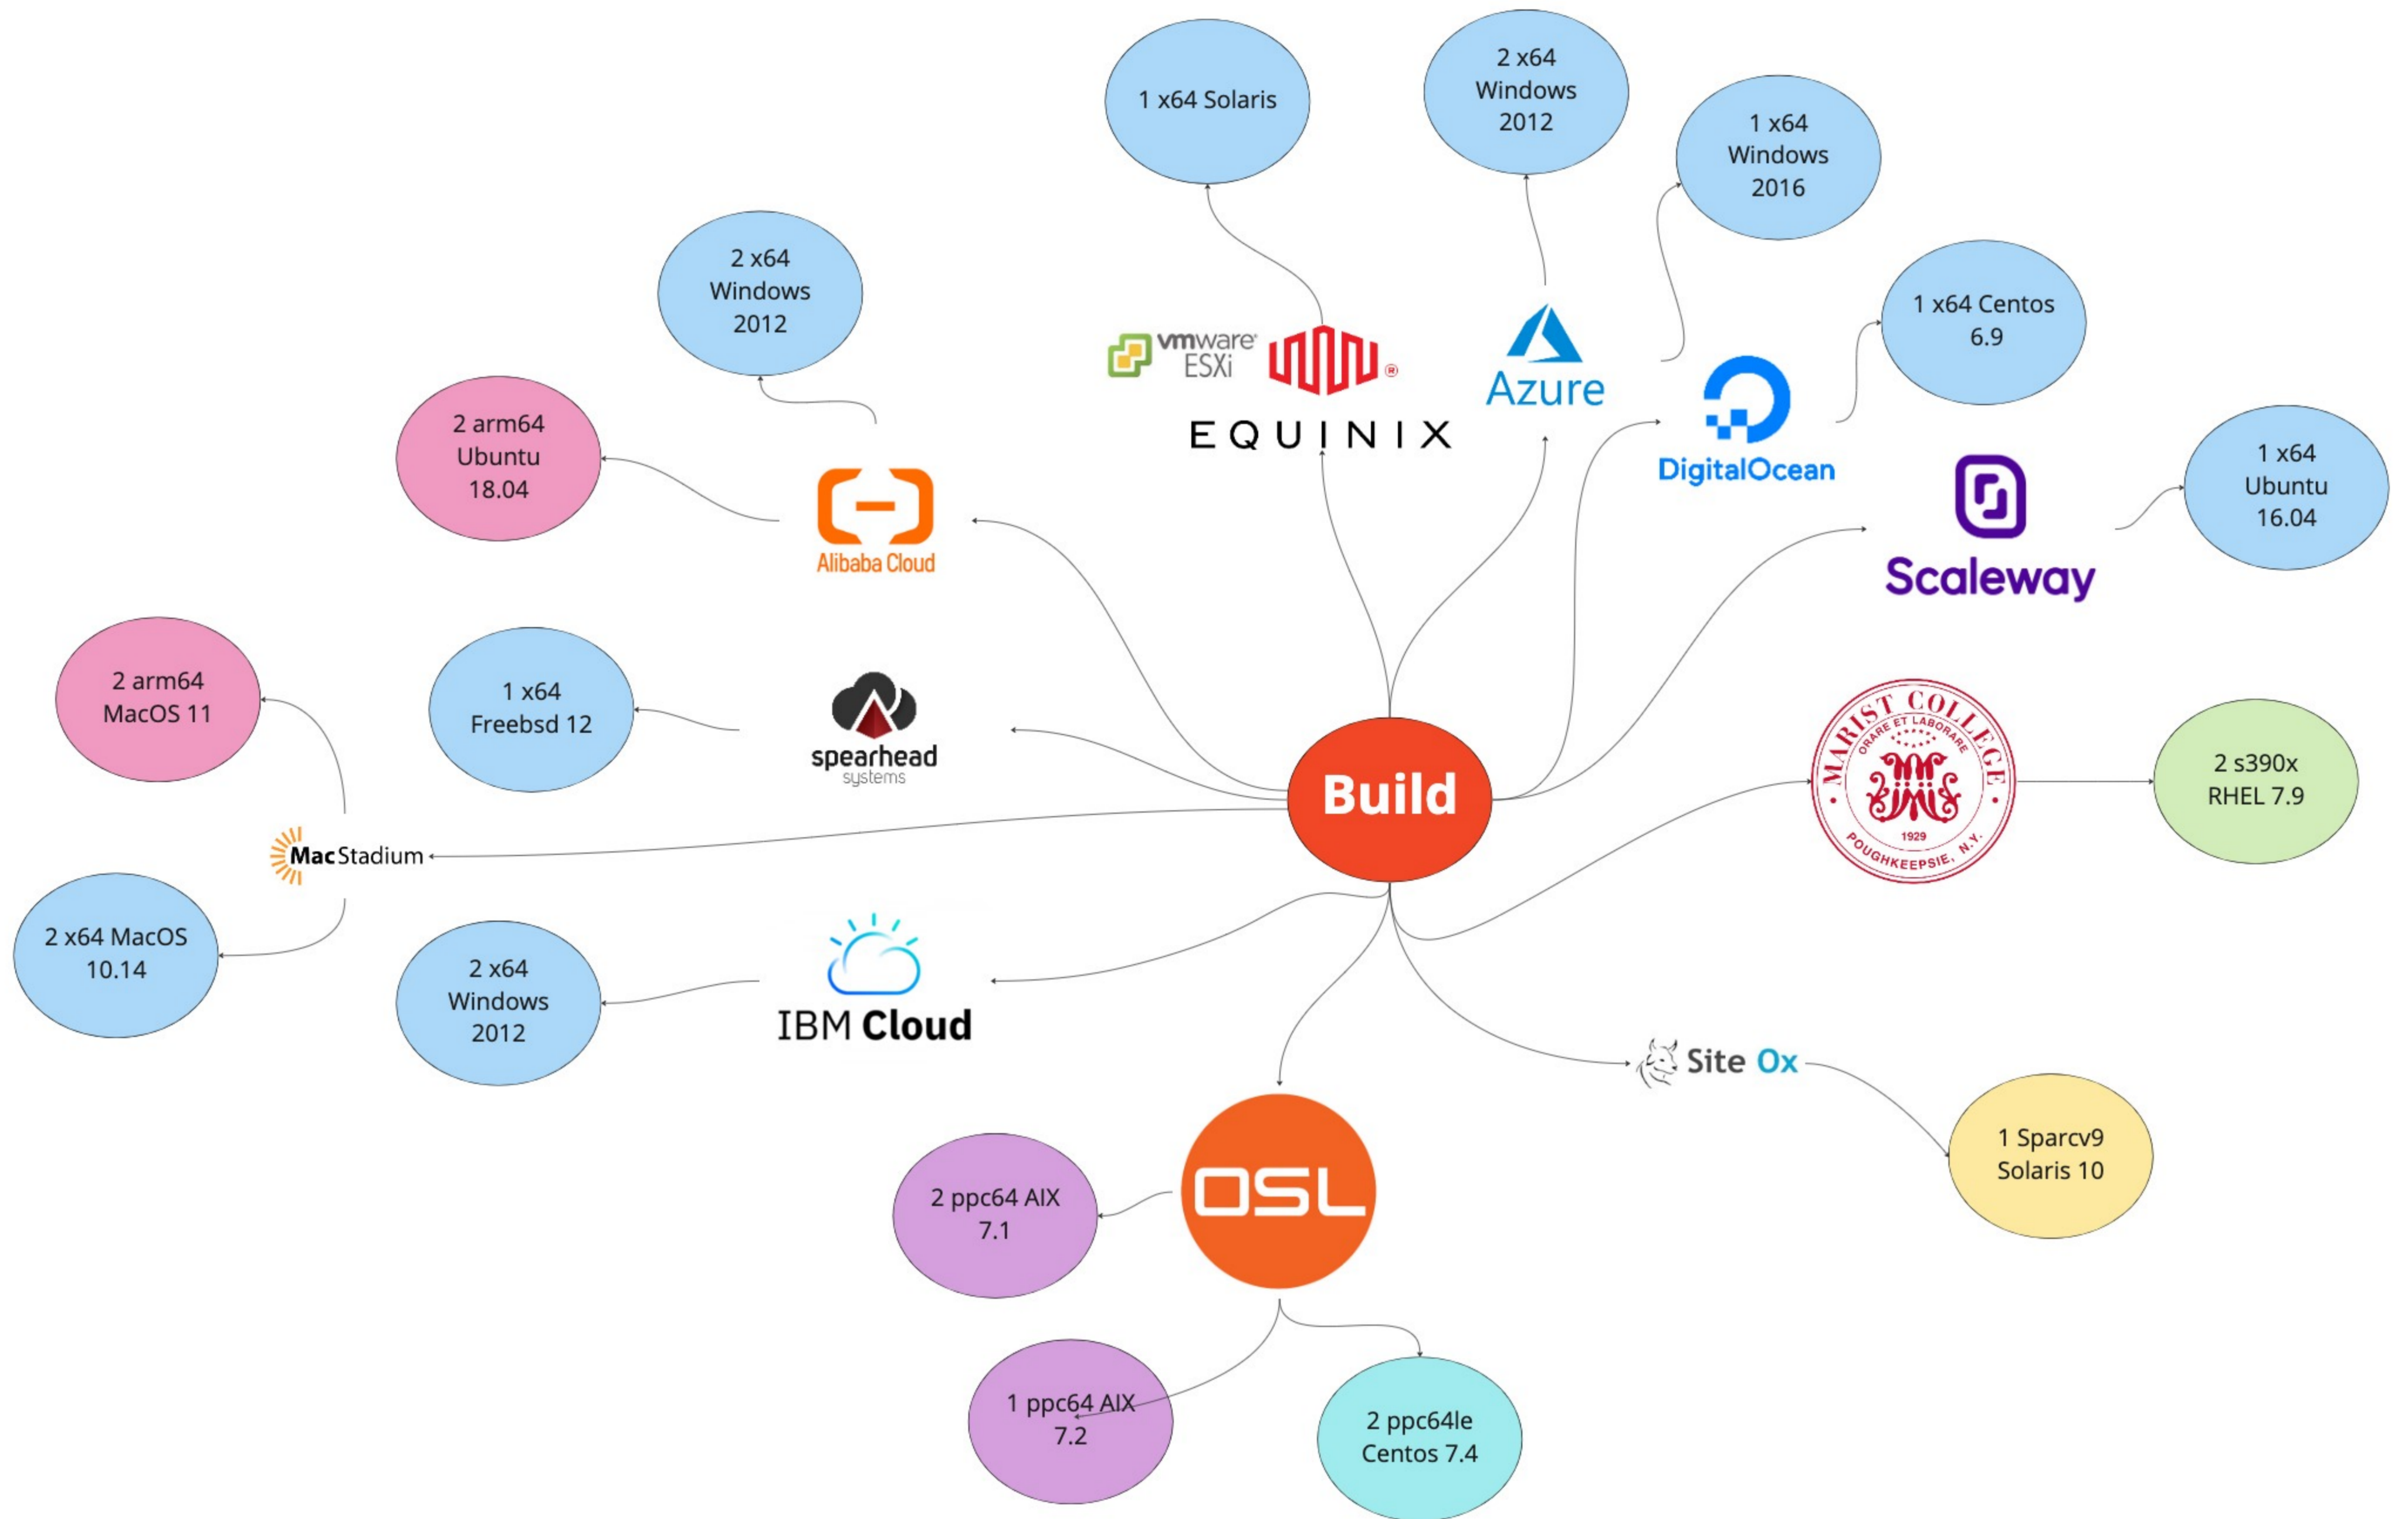 1 x64 Solaris
2 x64
Windows
2012
1 x64
Windows
2016
2 x64
Windows
2012
1 x64 Centos
6.9
vmware®
ESXi
®
EQUINIX
Azure
DigitalOcean
2 arm64
Ubuntu
18.04
Alibaba Cloud
Scaleway
1 x64
Ubuntu
16.04
2 arm64
MacOS 11
1 x64
Freebsd 12
spearhead
systems
Build
• MARIST COLLEGE •
ORARE ET LABORARE
1929
POUGHKEEPSIE, N.Y.
2 s390x
RHEL 7.9
MacStadium
2 x64 MacOS
10.14
2 x64
Windows
2012
IBM Cloud
Site Ox
1 Sparcv9
Solaris 10
OSL
2 ppc64 AIX
7.1
1 ppc64 AIX
7.2
2 ppc64le
Centos 7.4